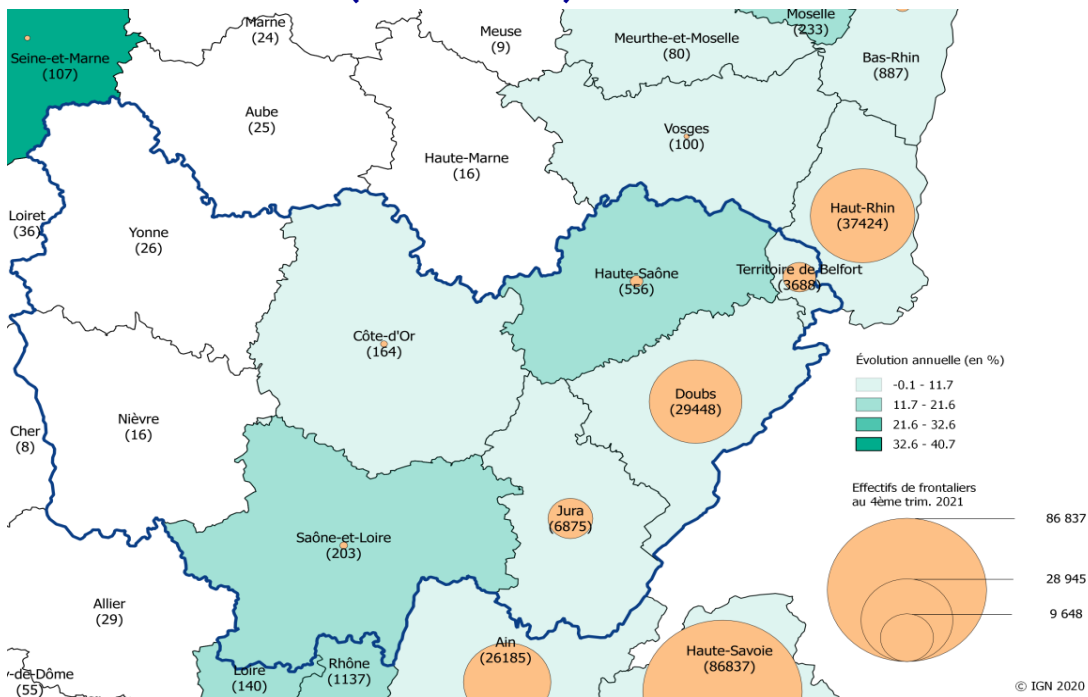 Marne
(24)
Meuse
(9)
Meurthe-et-Moselle
(80)
Moselle
(233)
Bas-Rhin
(887)
Seine-et-Marne
(107)
Aube
(25)
Haute-Marne
(16)
Vosges
(100)
Haut-Rhin
(37424)
Loiret
(36)
Yonne
(26)
Haute-Saône
(556)
Territoire de Belfort
(3688)
Côte-d'Or
(164)
Doubs
(29448)
Évolution annuelle (en %)
-0.1 - 11.7
11.7 - 21.6
21.6 - 32.6
32.6 - 40.7
Cher
(8)
Nièvre
(16)
Effectifs de frontaliers
au 4ème trim. 2021
86 837
28 945
9 648
Jura
(6875)
Saône-et-Loire
(203)
Allier
(29)
y-de-Dôme
(55)
Loire
(140)
Rhône
(1137)
Ain
(26185)
Haute-Savoie
(86837)
© IGN 2020